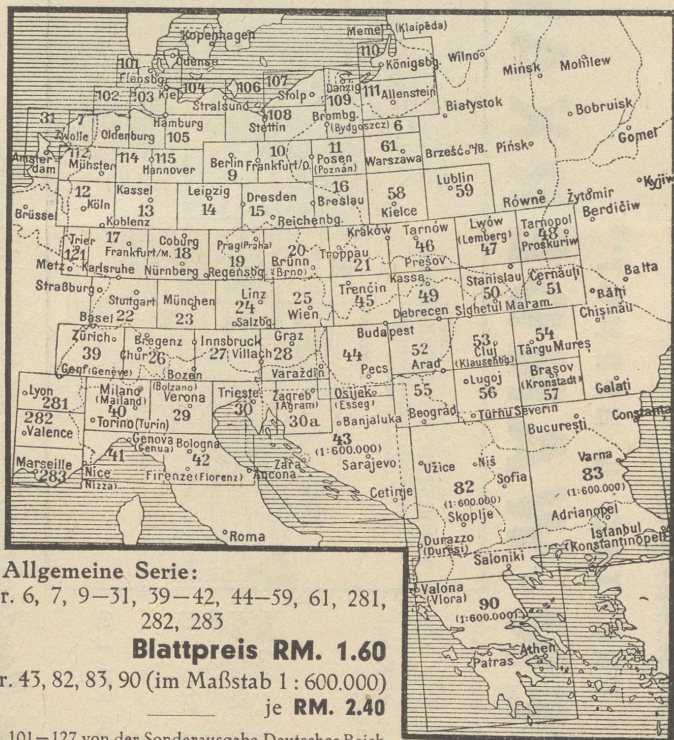 Kopenhagen
Memel (Klaipėda)
Odense
101
110
Königsbg.
Wilno
Mińsk
Mohilew
Flensbg.
107
102
103
Kiel
104
106
Stolp
Danzig
109
111
Allenstein
Stralsund
Białystok
Bobruisk
31
7
Hamburg
108
Stettin
Bromberg.
(Bydgoszcz)
6
Gomel
Zwolle
Oldenburg
105
Amster
dam
112
Münster
114
115
Hannover
Berlin
9
10
Frankfurt/O.
11
Posen
(Poznań)
61
Warszawa
Brześć n/B.
Pińsk
Kyjiw
12
Köln
Kassel
13
Leipzig
14
Dresden
15
16
Breslau
58
Kielce
Lublin
59
Równe
Żytomir
Berdičiw
Brüssel
Koblenz
Reichenbg.
Trier
121
17
Frankfurt/M.
Coburg
18
Prag (Praha)
19
20
Brünn
(Brno)
Troppau
21
Kraków
Tarnów
46
Prešov
Lwów
(Lemberg)
47
Tarnopol
48
Proskuriw
Metz
Karlsruhe
Nürnberg
Regensbg.
Straßburg
Stuttgart
22
München
23
Linz
24
Salzbg.
25
Wien
Trenčin
45
Kassa
49
Stanislau
50
Cernăuți
51
Balta
Bălți
Basel
Debrecen
Sighetul Maram.
Chișinău
Zürich
39
Bregenz
Chur
26
Innsbruck
27
Villach
Graz
28
Budapest
44
Pecs
52
Arad
53
Cluj
(Klausenbg.)
54
Târgu Mureș
Genf (Genève)
Bozen
(Bolzano)
Varaždin
Brașov
(Kronstadt)
57
Galați
Lyon
281
Milano
(Mailand)
40
Verona
29
Trieste
30
Zagreb
(Agram)
30a
Osijek
(Esseg)
55
Lugoj
56
282
Valence
Torino (Turin)
Banjaluka
Beograd
Turnu Severin
Constanta
București
Genova
Genua
Bologna
43
(1:600.000)
Marseille
283
41
Nice
(Nizza)
42
Firenze (Florenz)
Zara
Ancona
Sarajevo
Užice
Niš
82
(1:600.000)
Sofia
Varna
83
(1:600.000)
Cetinje
Skoplje
Adrianopel
Roma
Durazzo
(Durësi)
Istanbul
(Konstantinopel)
Saloniki
Valona
(Vlora)
90
(1:600.000)
Athen
Patras
Allgemeine Serie:
r. 6, 7, 9–31, 39–42, 44–59, 61, 281,
282, 283
Blattpreis RM. 1.60
r. 43, 82, 83, 90 (im Maßstab 1 : 600.000)
je RM. 2.40
101–127 von der Sonderausgabe Deutsches Reich